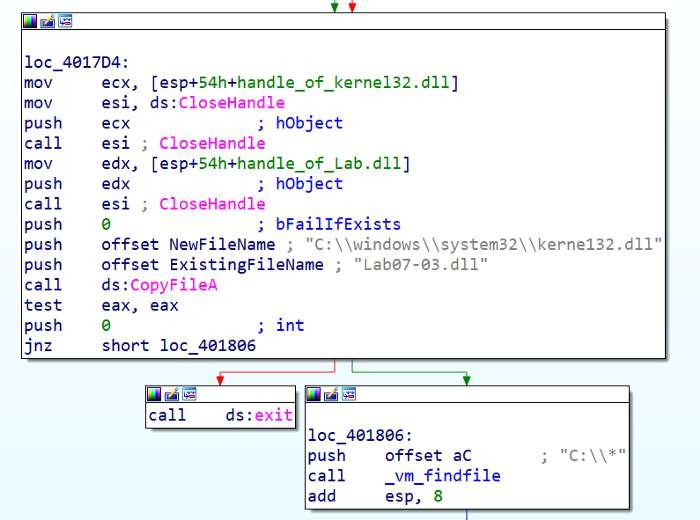 loc_4017D4:
mov ecx, [esp+54h+handle_of_kernel32.dll]
mov esi, ds:CloseHandle
push ecx ; hObject
call esi ; CloseHandle
mov edx, [esp+54h+handle_of_Lab.dll]
push edx ; hObject
call esi ; CloseHandle
push 0 ; bFailIfExists
push offset NewFileName ; "C:\\windows\\system32\\kerne132.dll"
push offset ExistingFileName ; "Lab07-03.dll"
call ds:CopyFileA
test eax, eax
push 0 ; int
jnz short loc_401806
call ds:exit
loc_401806:
push offset aC ; "C:\\*"
call _vm_findfile
add esp, 8